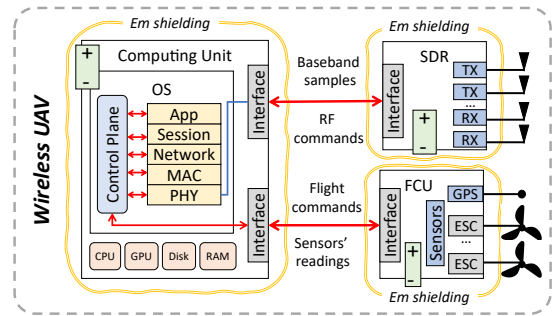 Wireless UAV
Em shielding
Computing Unit
+
-
OS
Control Plane
App
Session
Network
MAC
PHY
Interface
Interface
CPU
GPU
Disk
RAM
Baseband
samples
RF
commands
Flight
commands
Sensors'
readings
Em shielding
SDR
Interface
+
-
TX
TX
...
RX
RX
FCU
Interface
+
-
Sensors
GPS
ESC
...
ESC
Em shielding